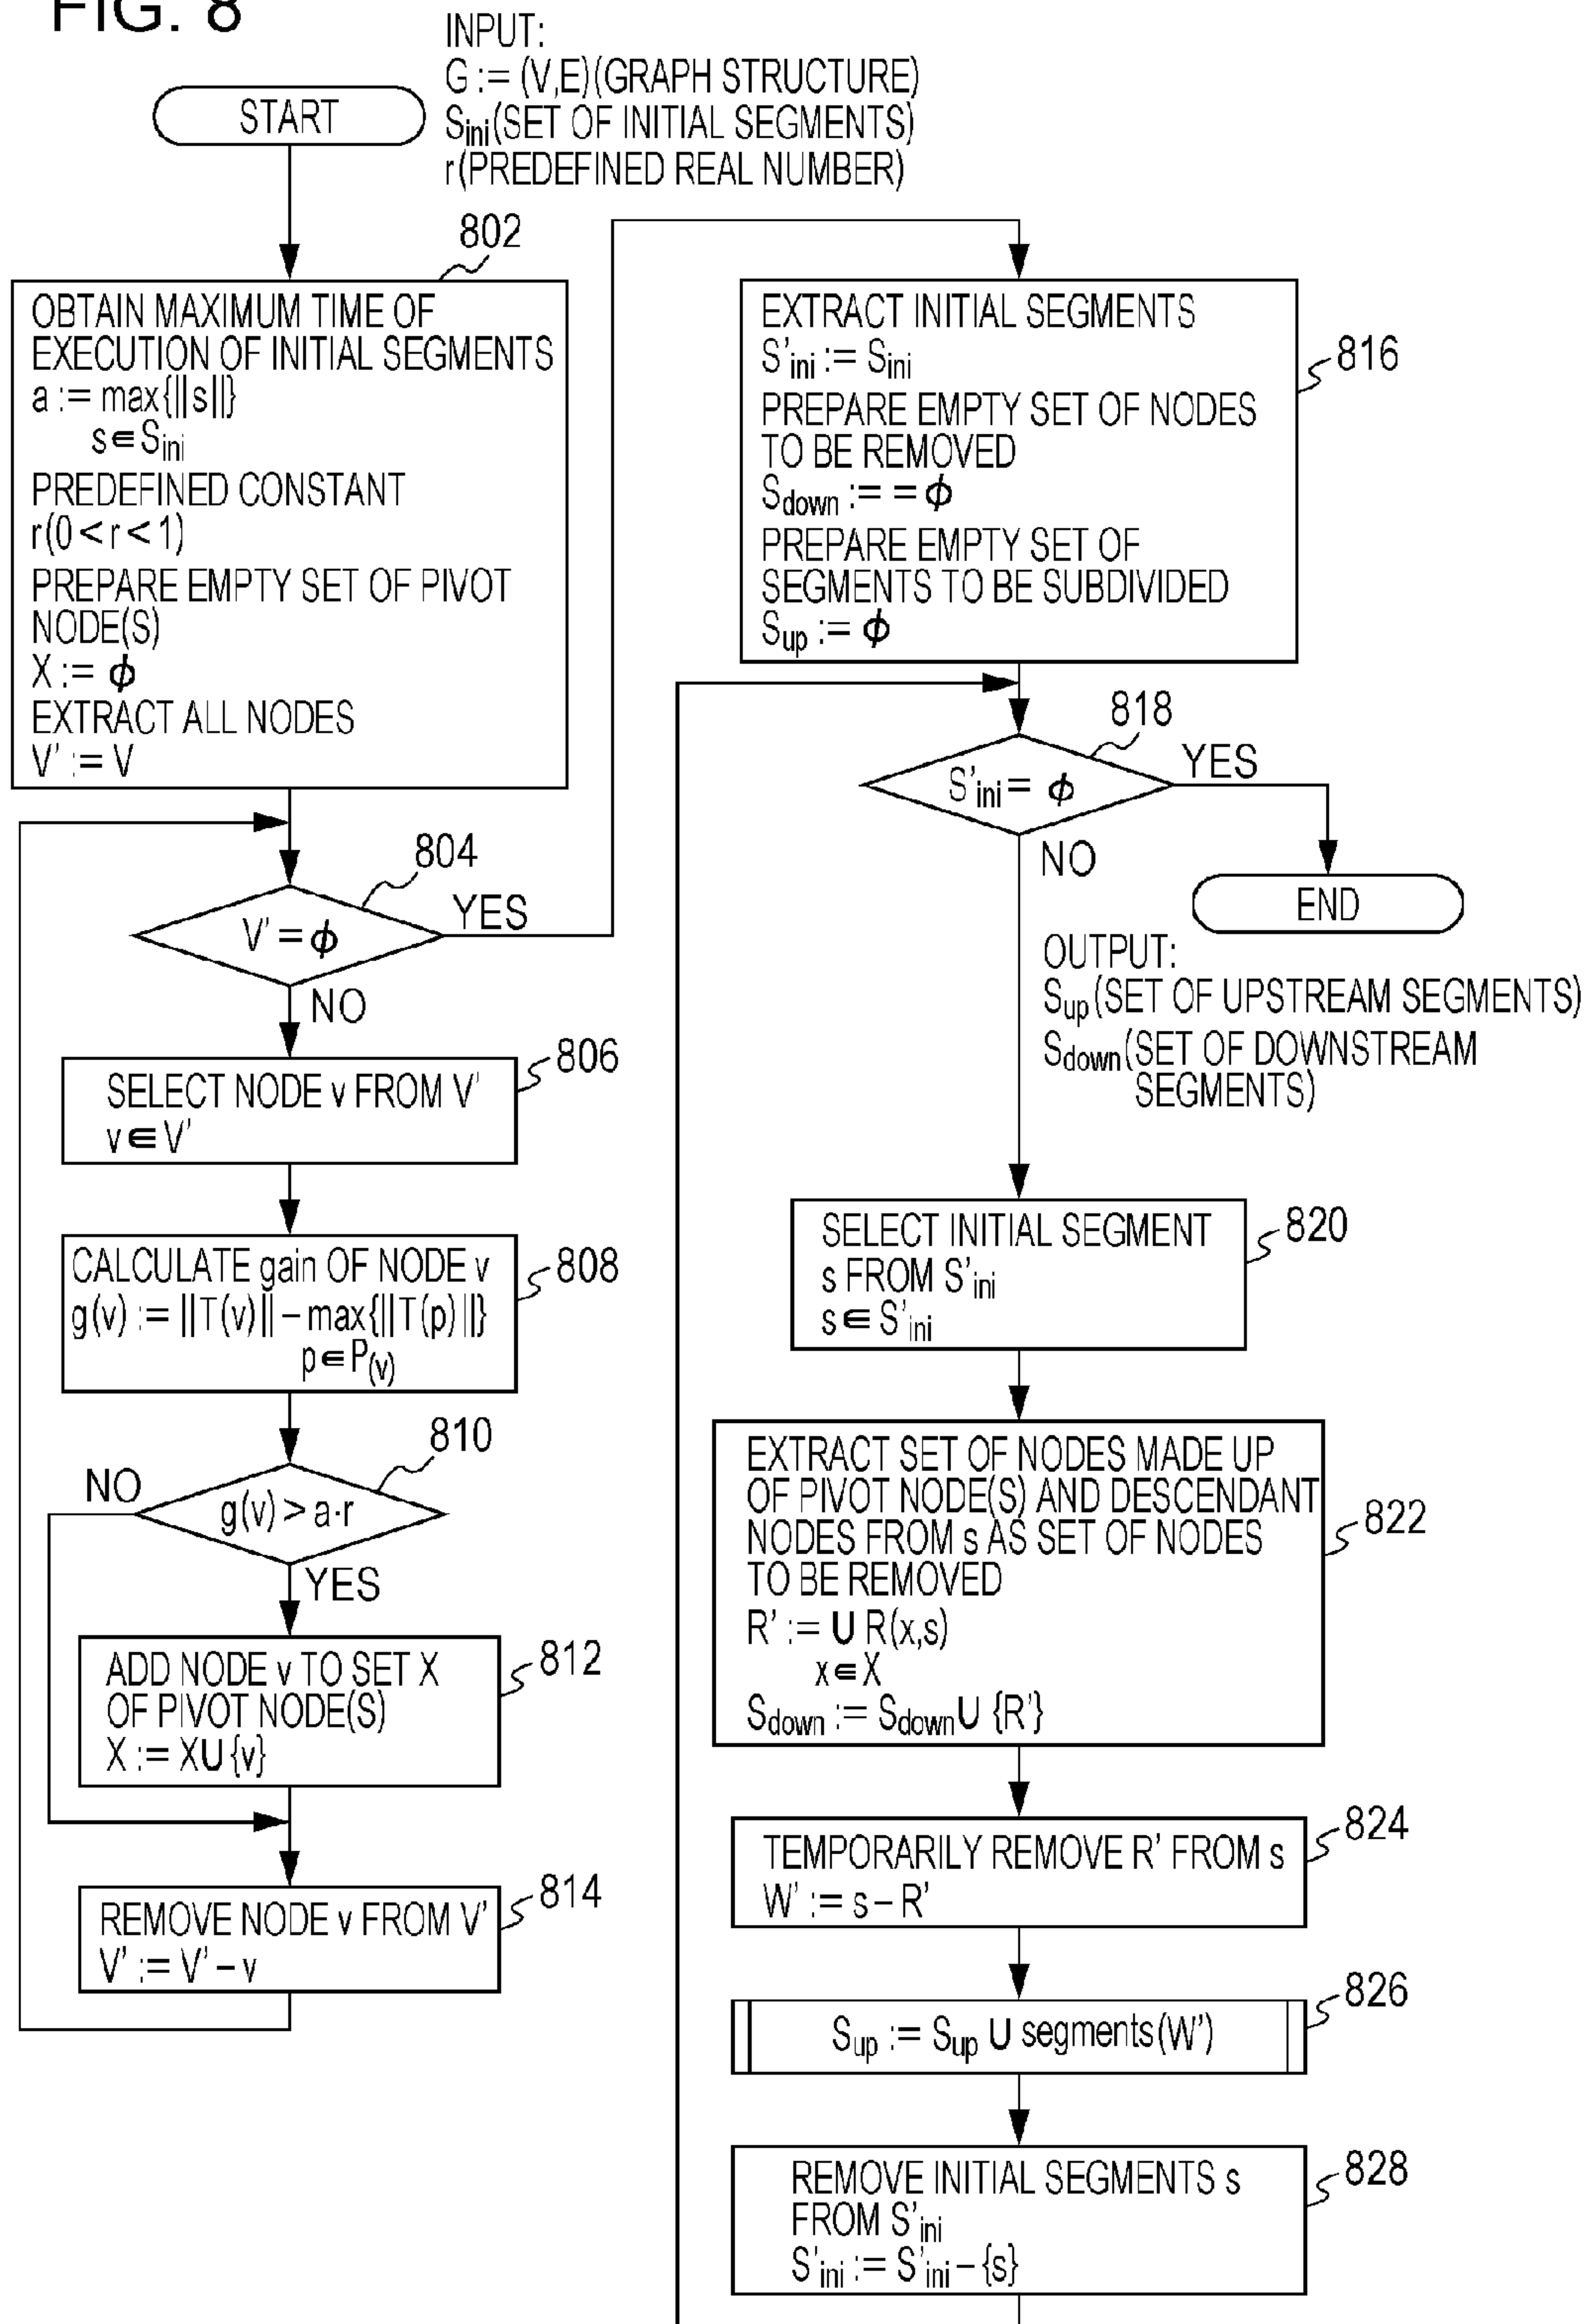 FIG. 8
INPUT:
G := (V,E)(GRAPH STRUCTURE)
Sini(SET OF INITIAL SEGMENTS)
r(PREDEFINED REAL NUMBER)
START
802
OBTAIN MAXIMUM TIME OF
EXECUTION OF INITIAL SEGMENTS
a := max{||s||}
s∈Sini
PREDEFINED CONSTANT
r(0<r<1)
PREPARE EMPTY SET OF PIVOT
NODE(S)
X := ϕ
EXTRACT ALL NODES
V' := V
804
V' = ϕ
YES
NO
806
SELECT NODE v FROM V'
v∈V'
808
CALCULATE gain OF NODE v
g(v) := ||T(v)|| – max{||T(p)||}
p∈P(v)
810
NO
g(v) > a·r
YES
812
ADD NODE v TO SET X
OF PIVOT NODE(S)
X := X∪{v}
814
REMOVE NODE v FROM V'
V' := V' – v
816
EXTRACT INITIAL SEGMENTS
S'ini := Sini
PREPARE EMPTY SET OF NODES
TO BE REMOVED
Sdown := = ϕ
PREPARE EMPTY SET OF
SEGMENTS TO BE SUBDIVIDED
Sup := ϕ
818
S'ini = ϕ
YES
NO
END
OUTPUT:
Sup(SET OF UPSTREAM SEGMENTS)
Sdown(SET OF DOWNSTREAM
SEGMENTS)
820
SELECT INITIAL SEGMENT
s FROM S'ini
s∈S'ini
822
EXTRACT SET OF NODES MADE UP
OF PIVOT NODE(S) AND DESCENDANT
NODES FROM s AS SET OF NODES
TO BE REMOVED
R' := ∪ R(x,s)
x∈X
Sdown := Sdown∪ {R'}
824
TEMPORARILY REMOVE R' FROM s
W' := s – R'
826
Sup := Sup ∪ segments(W')
828
REMOVE INITIAL SEGMENTS s
FROM S'ini
S'ini := S'ini – {s}